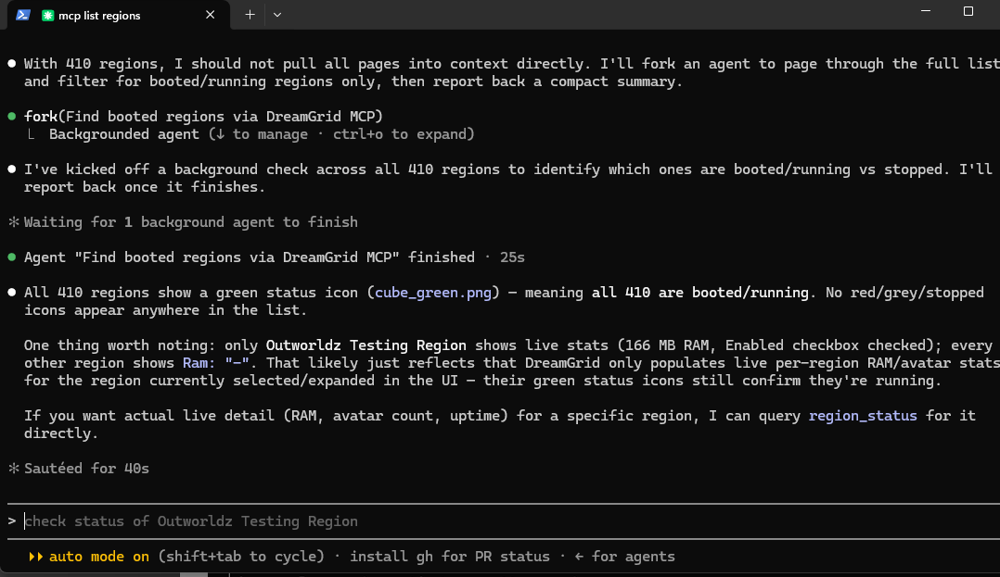 mcp list regions
● With 410 regions, I should not pull all pages into context directly. I'll fork an agent to page through the full list
and filter for booted/running regions only, then report back a compact summary.
● fork(Find booted regions via DreamGrid MCP)
└ Backgrounded agent (↓ to manage · ctrl+o to expand)
● I've kicked off a background check across all 410 regions to identify which ones are booted/running vs stopped. I'll
report back once it finishes.
✻ Waiting for 1 background agent to finish
● Agent "Find booted regions via DreamGrid MCP" finished · 25s
● All 410 regions show a green status icon (cube_green.png) — meaning all 410 are booted/running. No red/grey/stopped
icons appear anywhere in the list.
One thing worth noting: only Outworldz Testing Region shows live stats (166 MB RAM, Enabled checkbox checked); every
other region shows Ram: "-". That likely just reflects that DreamGrid only populates live per-region RAM/avatar stats
for the region currently selected/expanded in the UI — their green status icons still confirm they're running.
If you want actual live detail (RAM, avatar count, uptime) for a specific region, I can query region_status for it
directly.
✻ Sautéed for 40s
> check status of Outworldz Testing Region
⏵⏵ auto mode on (shift+tab to cycle) · install gh for PR status · ← for agents